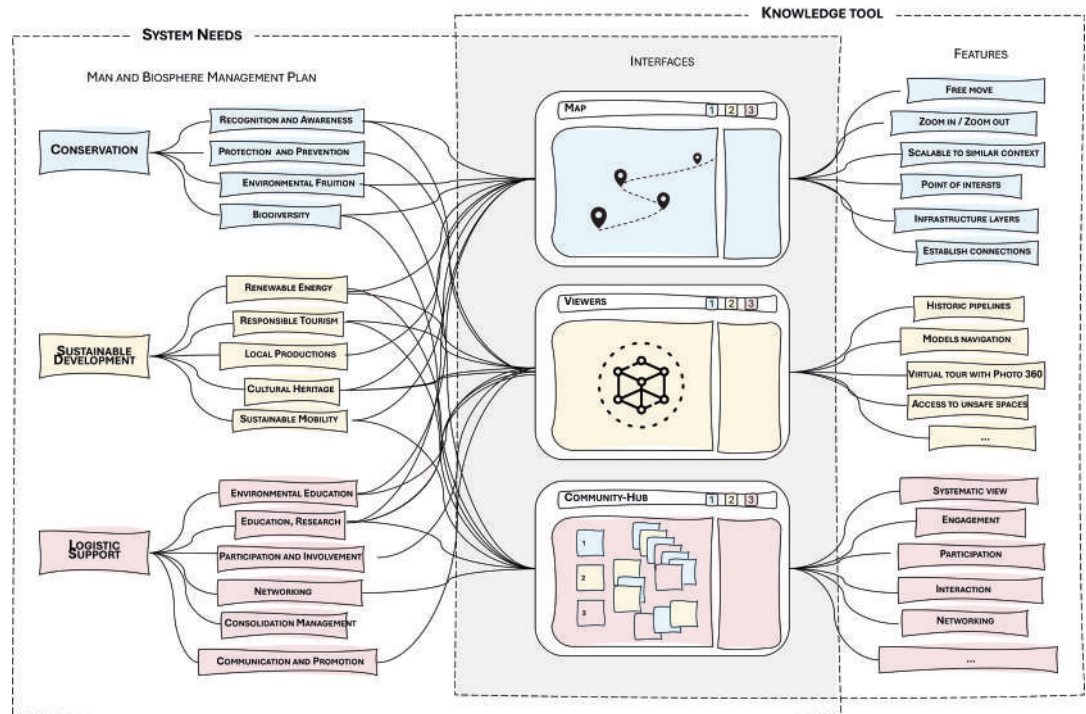 KNOWLEDGE TOOL
SYSTEM NEEDS
MAN AND BIOSPHERE MANAGEMENT PLAN
INTERFACES
FEATURES
CONSERVATION
RECOGNITION AND AWARENESS
PROTECTION AND PREVENTION
ENVIRONMENTAL FRUITION
BIODIVERSITY
SUSTAINABLE
DEVELOPMENT
RENEWABLE ENERGY
RESPONSIBLE TOURISM
LOCAL PRODUCTIONS
CULTURAL HERITAGE
SUSTAINABLE MOBILITY
LOGISTIC
SUPPORT
ENVIRONMENTAL EDUCATION
EDUCATION, RESEARCH
PARTICIPATION AND INVOLVEMENT
NETWORKING
CONSOLIDATION MANAGEMENT
COMMUNICATION AND PROMOTION
MAP 1 2 3
VIEWERS 1 2 3
COMMUNITY-HUB 1 2 3
1
2
3
FREE MOVE
ZOOM IN / ZOOM OUT
SCALABLE TO SIMILAR CONTEXT
POINT OF INTERSTS
INFRASTRUCTURE LAYERS
ESTABLISH CONNECTIONS
HISTORIC PIPELINES
MODELS NAVIGATION
VIRTUAL TOUR WITH PHOTO 360
ACCESS TO UNSAFE SPACES
...
SYSTEMATIC VIEW
ENGAGEMENT
PARTICIPATION
INTERACTION
NETWORKING
...